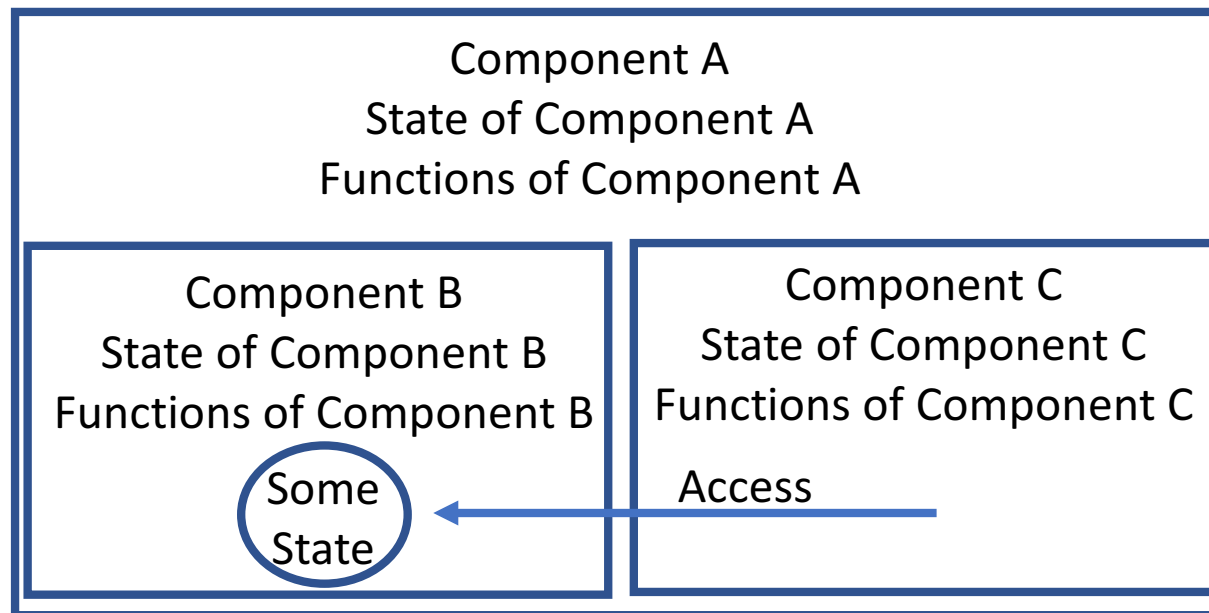 Component A
State of Component A
Functions of Component A
Component B
State of Component B
Functions of Component B
Some
State
Component C
State of Component C
Functions of Component C
Access